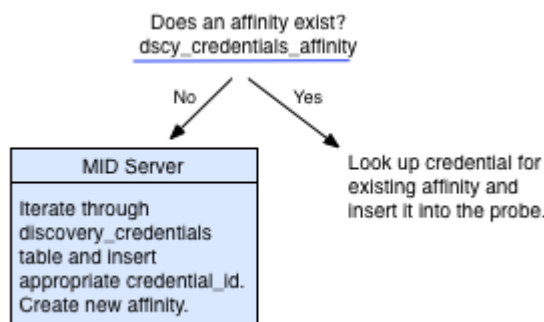 Does an affinity exist?
dscy_credentials_affinity
No
Yes
MID Server
Iterate through
discovery_credentials
table and insert
appropriate credential_id.
Create new affinity.
Look up credential for
existing affinity and
insert it into the probe.